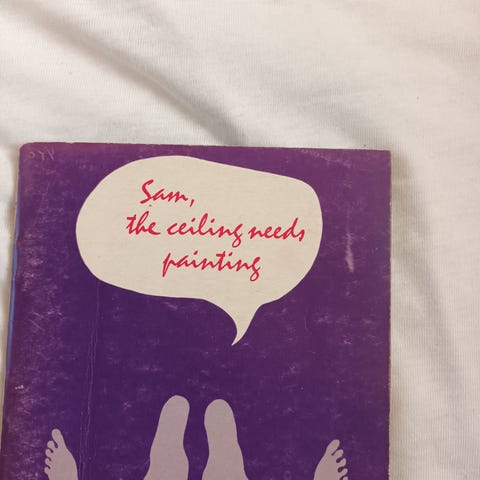 Sam,
the ceiling needs
painting